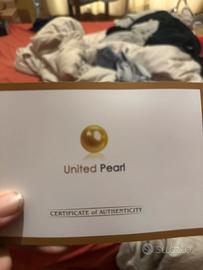 United Pearl
CERTIFICATE of AUTHENTICITY